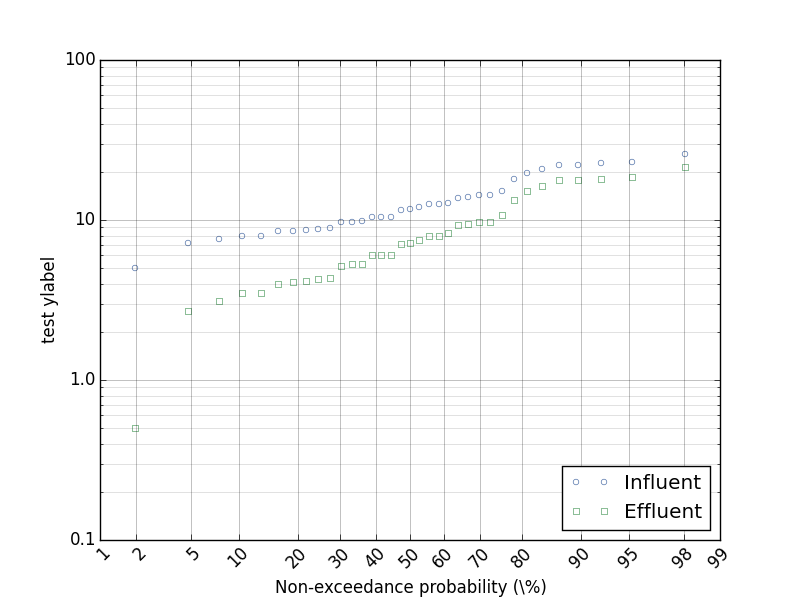 100
10
1.0
0.1
test ylabel
1 2 5 10 20 30 40 50 60 70 80 90 95 98 99
Non-exceedance probability (\%)
Influent
Effluent